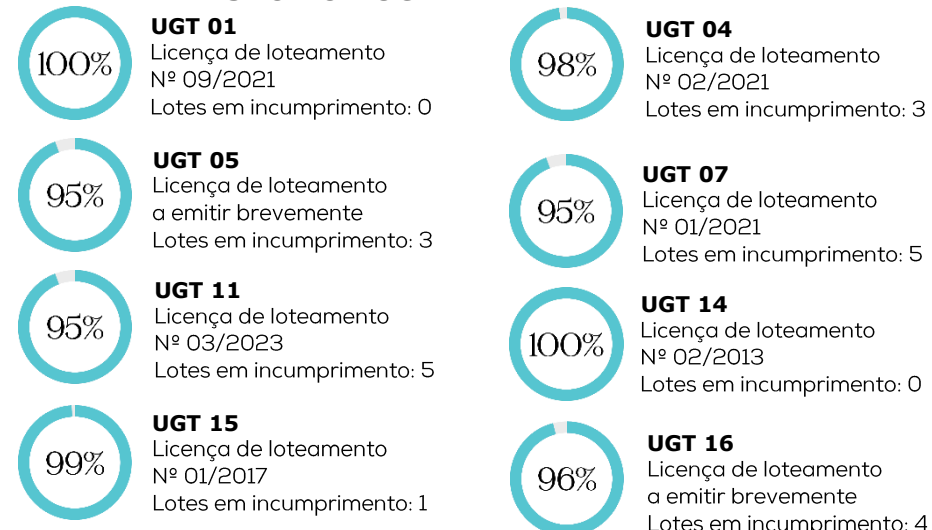 100%
UGT 01
Licença de loteamento
Nº 09/2021
Lotes em incumprimento: 0
98%
UGT 04
Licença de loteamento
Nº 02/2021
Lotes em incumprimento: 3
95%
UGT 05
Licença de loteamento
a emitir brevemente
Lotes em incumprimento: 3
95%
UGT 07
Licença de loteamento
Nº 01/2021
Lotes em incumprimento: 5
95%
UGT 11
Licença de loteamento
Nº 03/2023
Lotes em incumprimento: 5
100%
UGT 14
Licença de loteamento
Nº 02/2013
Lotes em incumprimento: 0
99%
UGT 15
Licença de loteamento
Nº 01/2017
Lotes em incumprimento: 1
96%
UGT 16
Licença de loteamento
a emitir brevemente
Lotes em incumprimento: 4